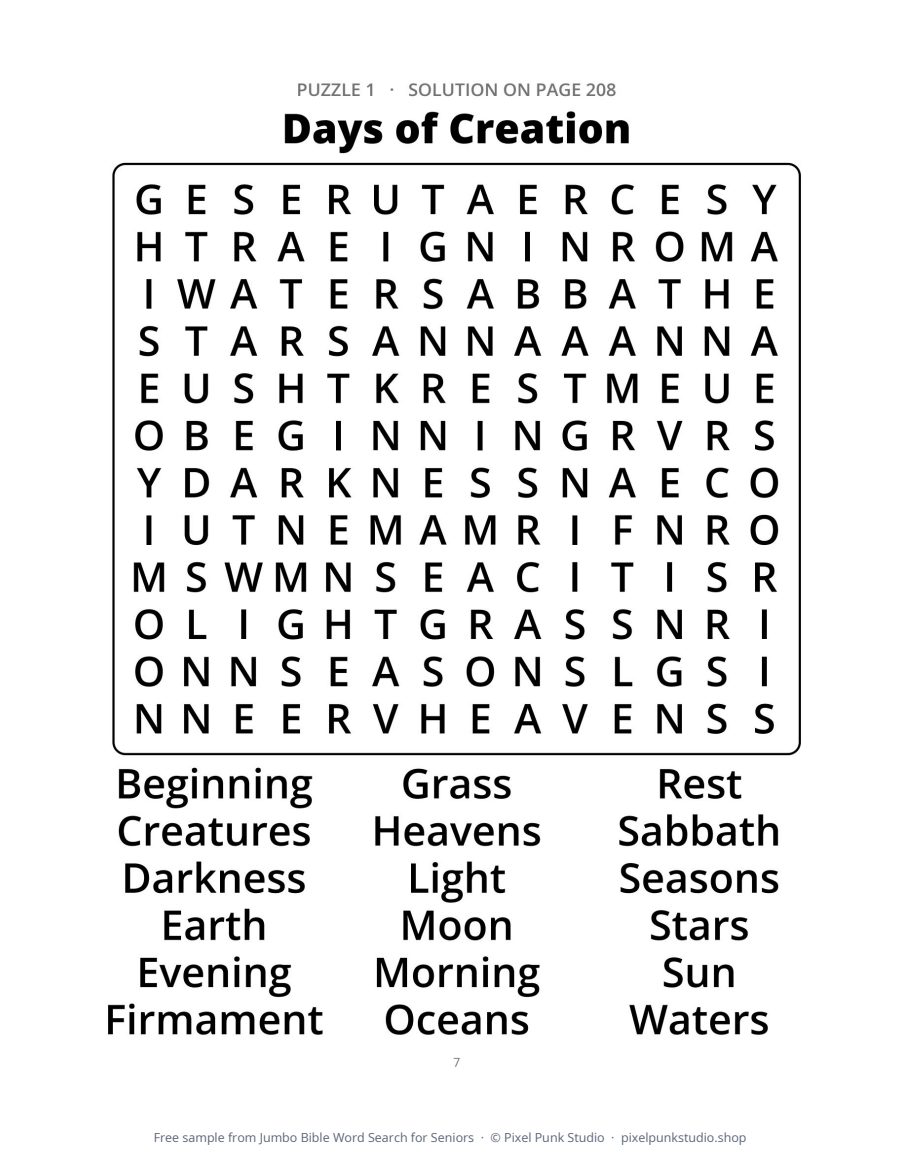 PUZZLE 1 · SOLUTION ON PAGE 208
Days of Creation
G E S E R U T A E R C E S Y
H T R A E I G N I N R O M A
I W A T E R S A B B A T H E
S T A R S A N N A A A N N A
E U S H T K R E S T M E U E
O B E G I N N I N G R V R S
Y D A R K N E S S N A E C O
I U T N E M A M R I F N R O
M S W M N S E A C I T I S R
O L I G H T G R A S S N R I
O N N S E A S O N S L G S I
N N E E R V H E A V E N S S
Beginning Grass Rest
Creatures Heavens Sabbath
Darkness Light Seasons
Earth Moon Stars
Evening Morning Sun
Firmament Oceans Waters
7
Free sample from Jumbo Bible Word Search for Seniors · © Pixel Punk Studio · pixelpunkstudio.shop